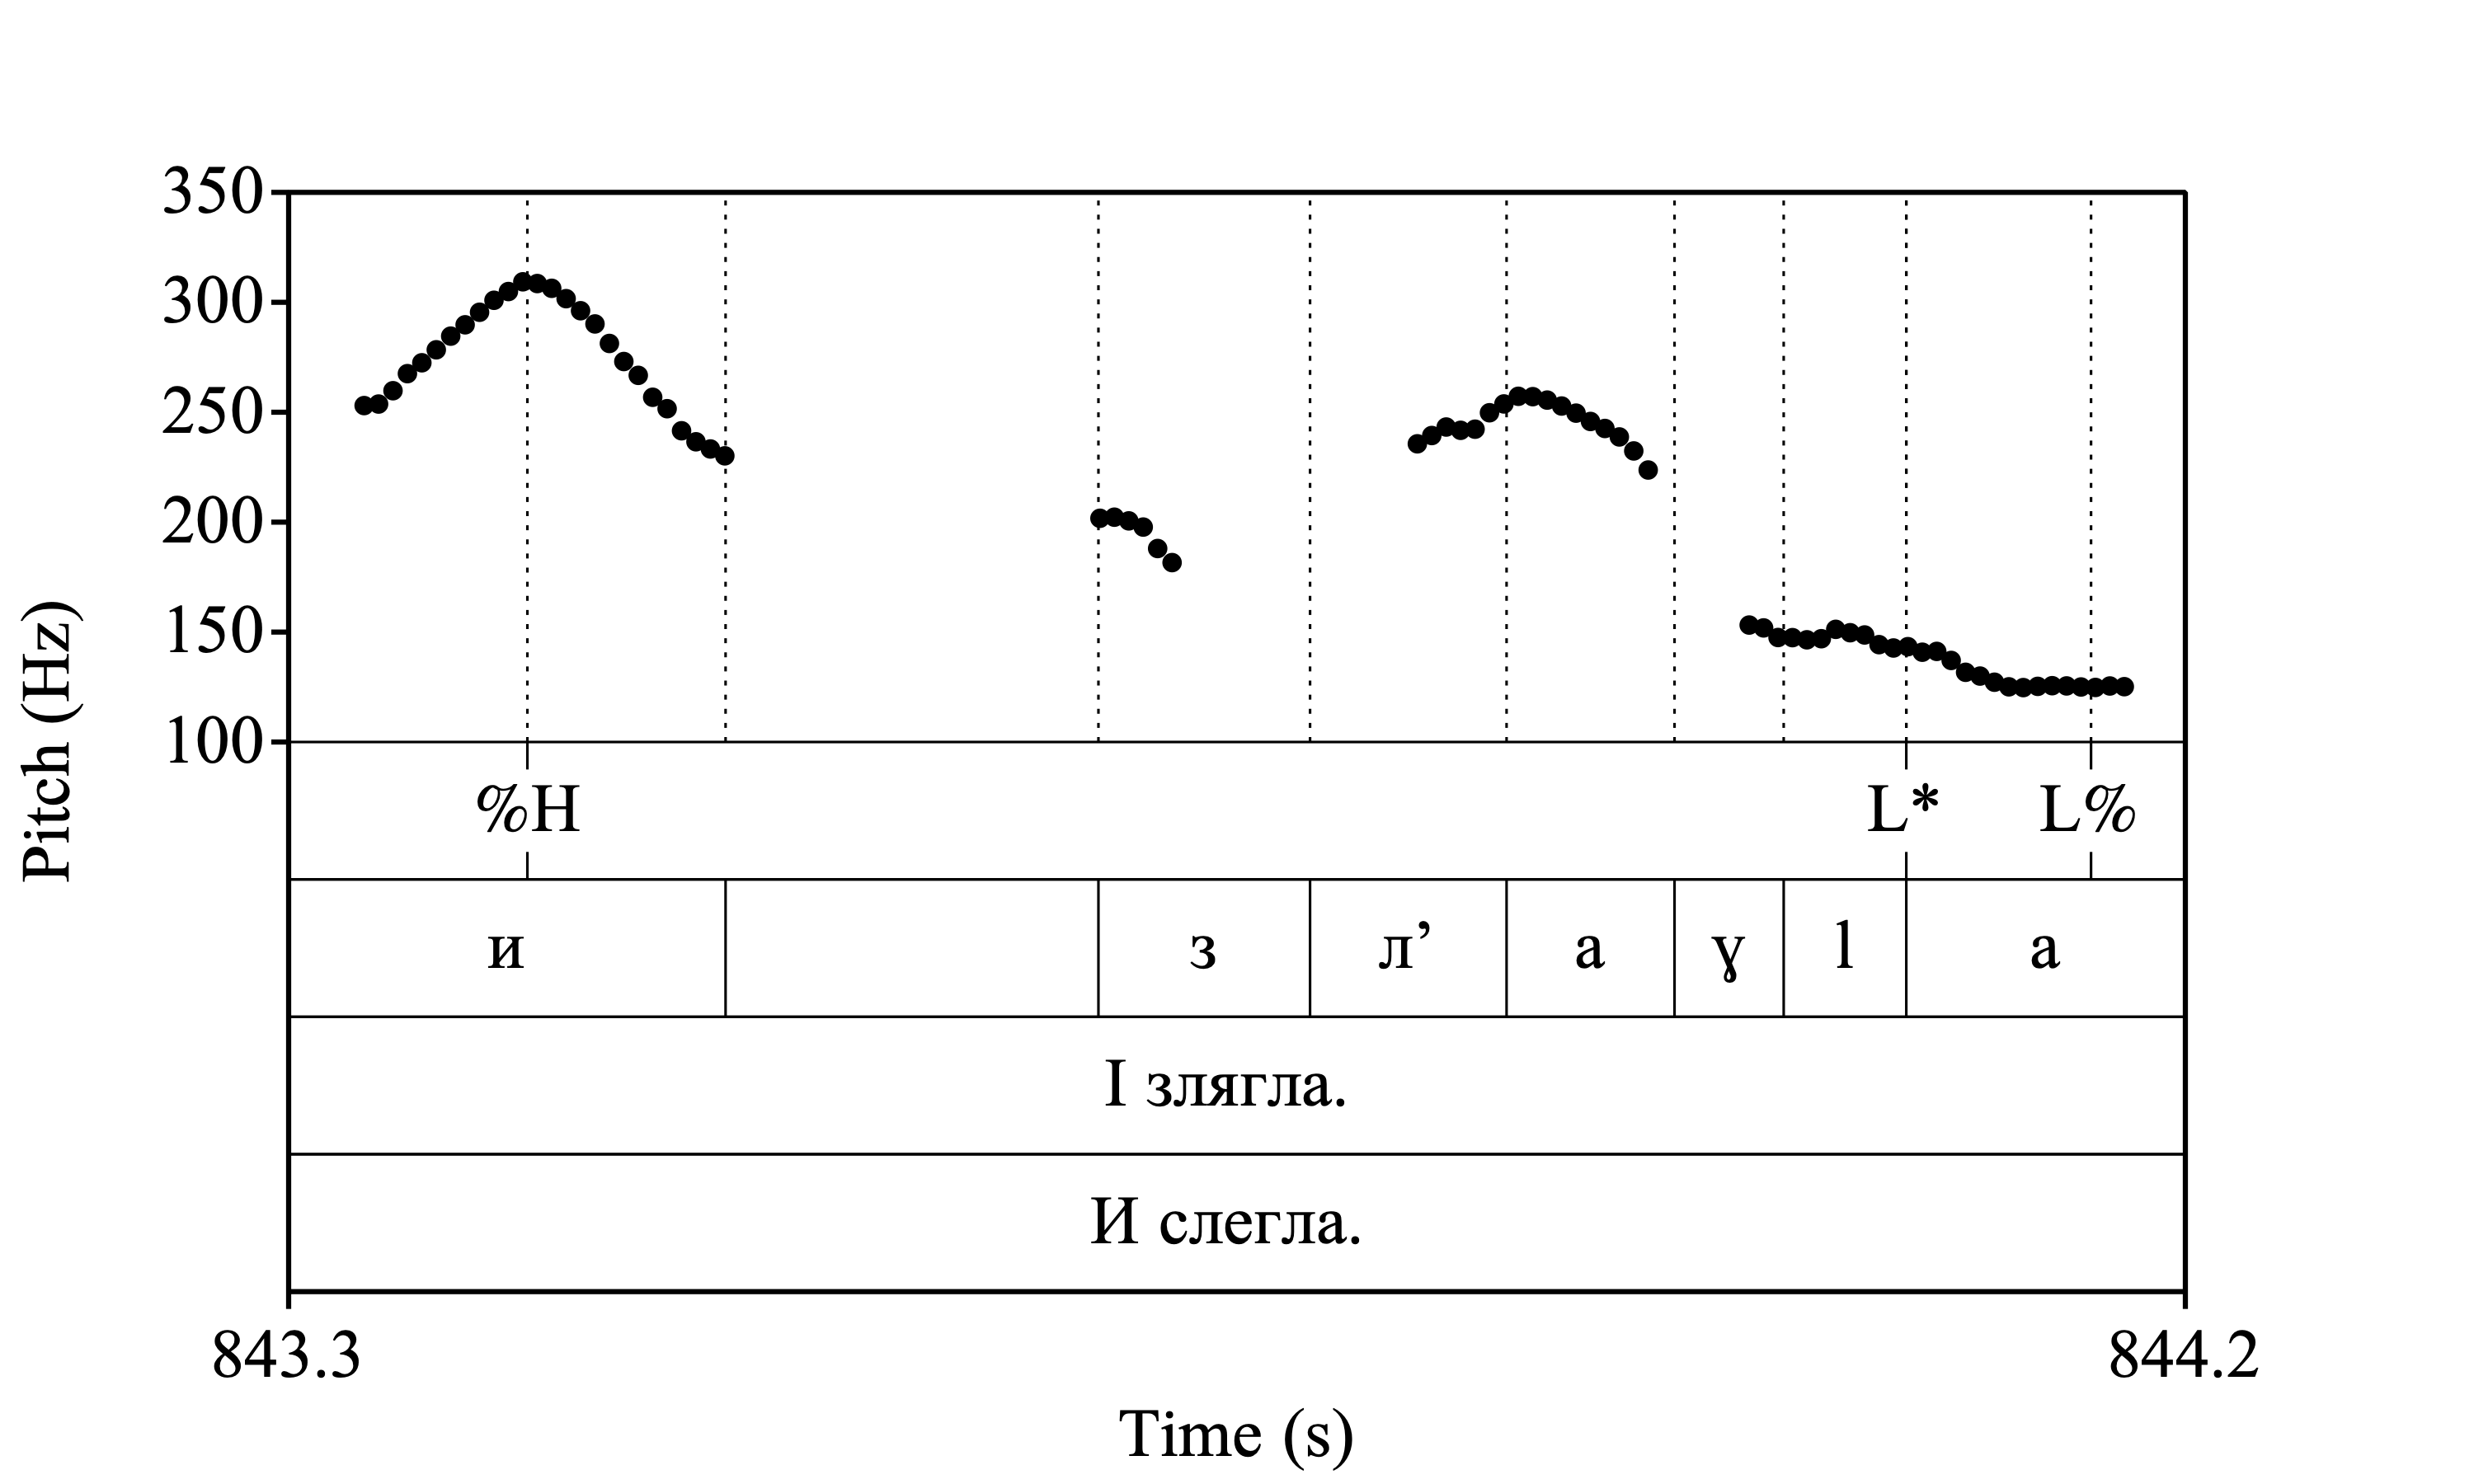 350
300
250
200
150
100
Pitch (Hz)
%H L* L%
и з л’ а ɣ l а
І злягла.
И слегла.
843.3 844.2
Time (s)